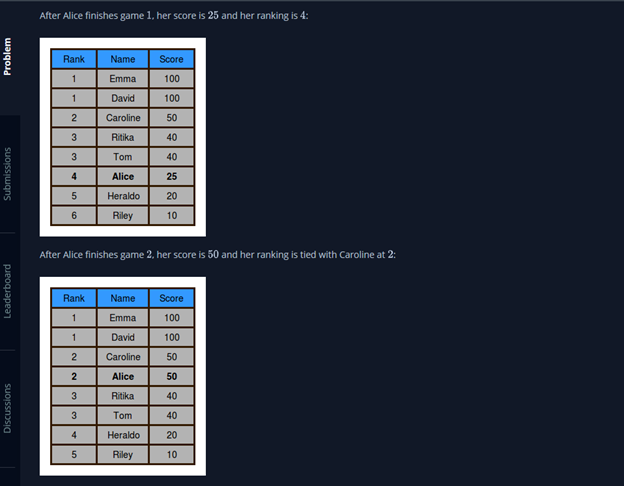 After Alice finishes game 1, her score is 25 and her ranking is 4:
Rank Name Score
1 Emma 100
1 David 100
2 Caroline 50
3 Ritika 40
3 Tom 40
4 Alice 25
5 Heraldo 20
6 Riley 10
After Alice finishes game 2, her score is 50 and her ranking is tied with Caroline at 2:
Rank Name Score
1 Emma 100
1 David 100
2 Caroline 50
2 Alice 50
3 Ritika 40
3 Tom 40
4 Heraldo 20
5 Riley 10
Problem
Submissions
Leaderboard
Discussions